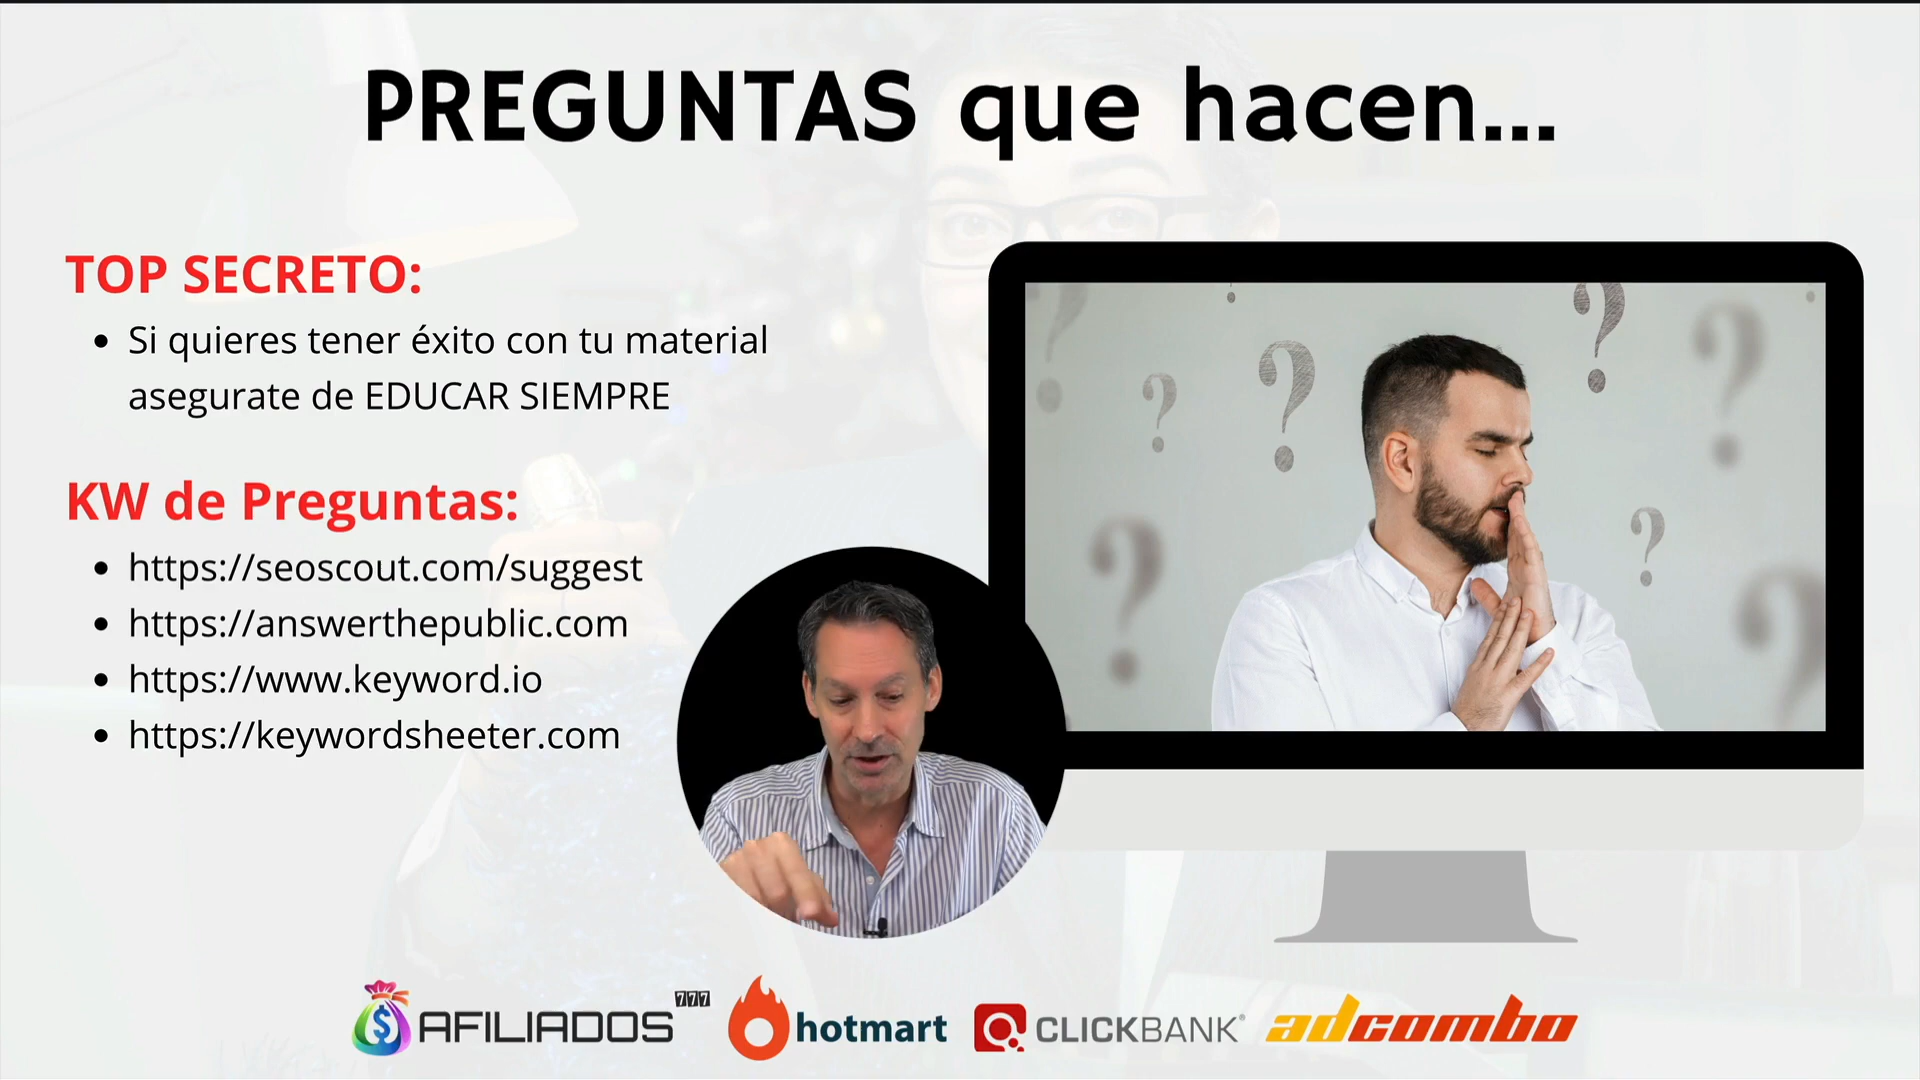 PREGUNTAS que hacen...
TOP SECRETO:
• Si quieres tener éxito con tu material
asegurate de EDUCAR SIEMPRE
KW de Preguntas:
• https://seoscout.com/suggest
• https://answerthepublic.com
• https://www.keyword.io
• https://keywordsheeter.com
AFILIADOS 777
hotmart
CLICKBANK®
adcombo